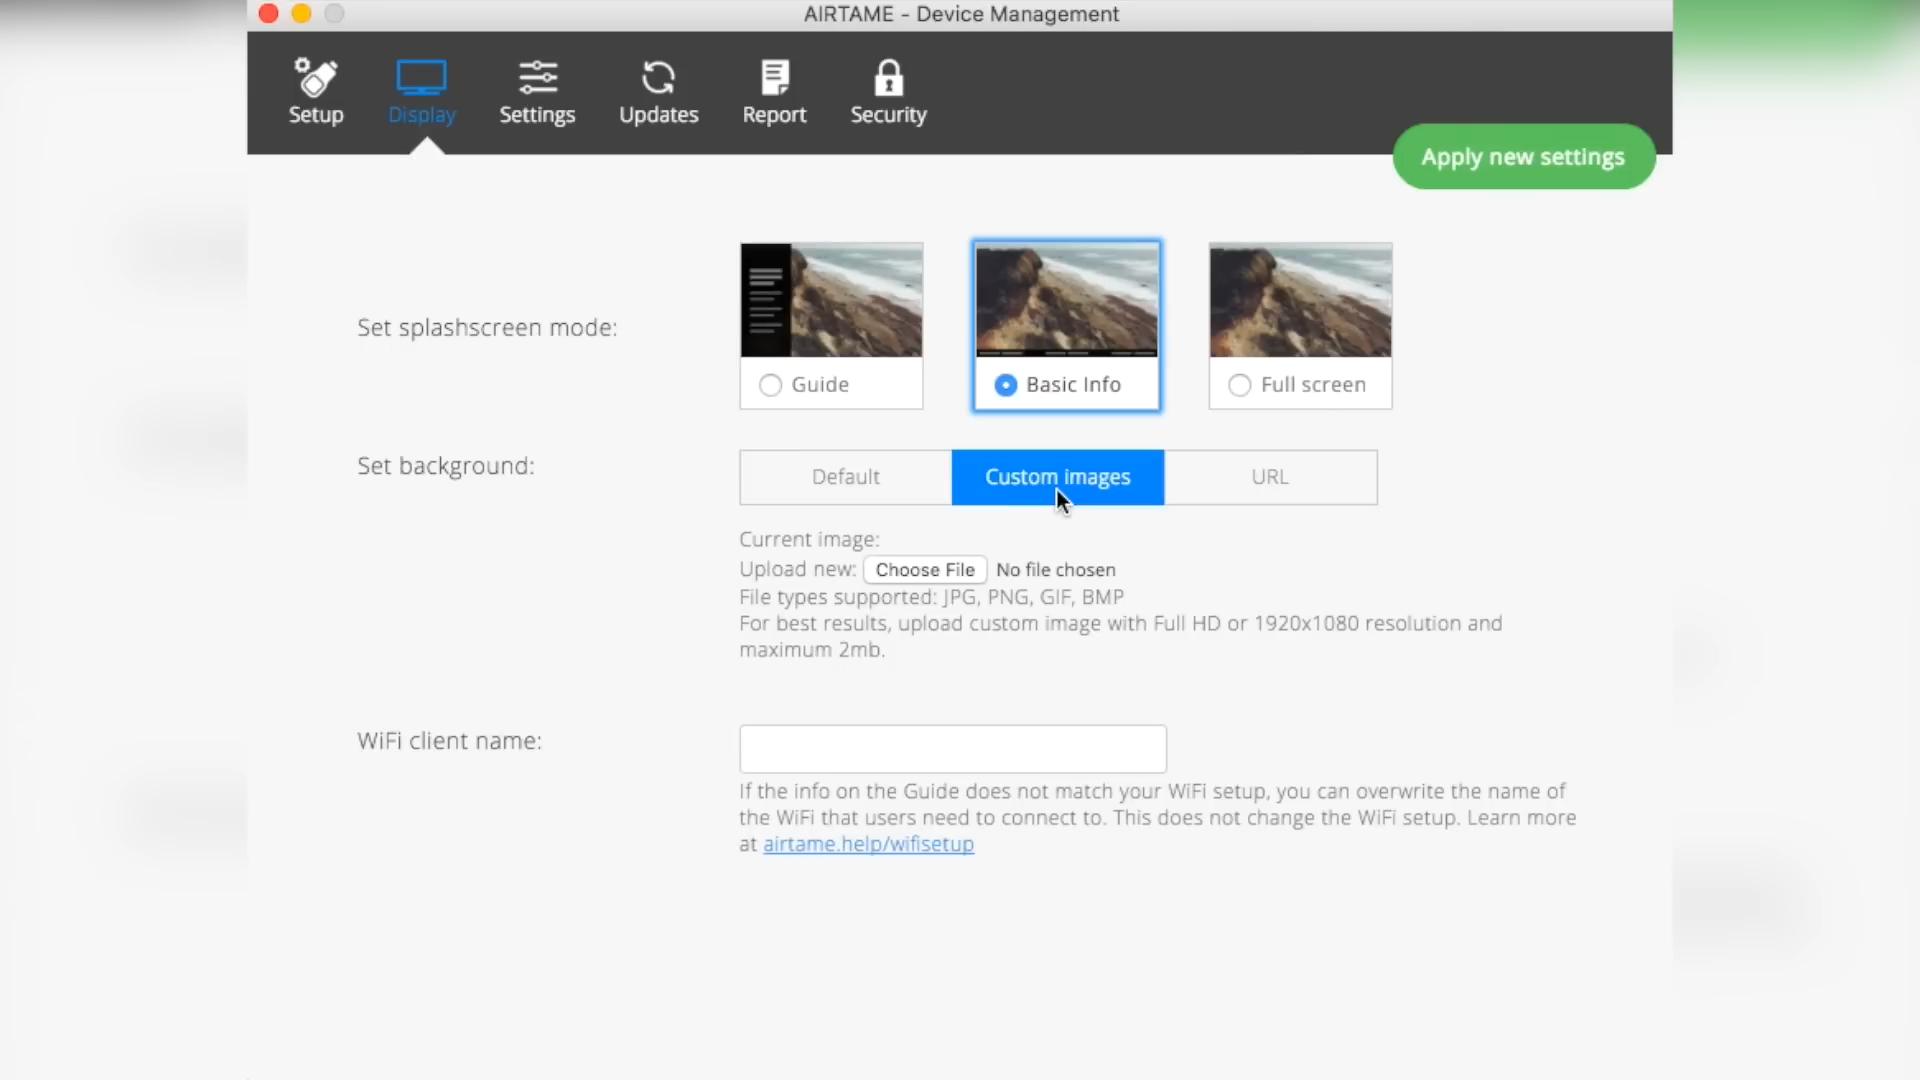 AIRTAME - Device Management
Setup
Display
Settings
Updates
Report
Security
Apply new settings
Set splashscreen mode:
Guide
Basic Info
Full screen
Set background:
Default
Custom images
URL
Current image:
Upload new: Choose File No file chosen
File types supported: JPG, PNG, GIF, BMP
For best results, upload custom image with Full HD or 1920x1080 resolution and
maximum 2mb.
WiFi client name:
If the info on the Guide does not match your WiFi setup, you can overwrite the name of
the WiFi that users need to connect to. This does not change the WiFi setup. Learn more
at airtame.help/wifisetup